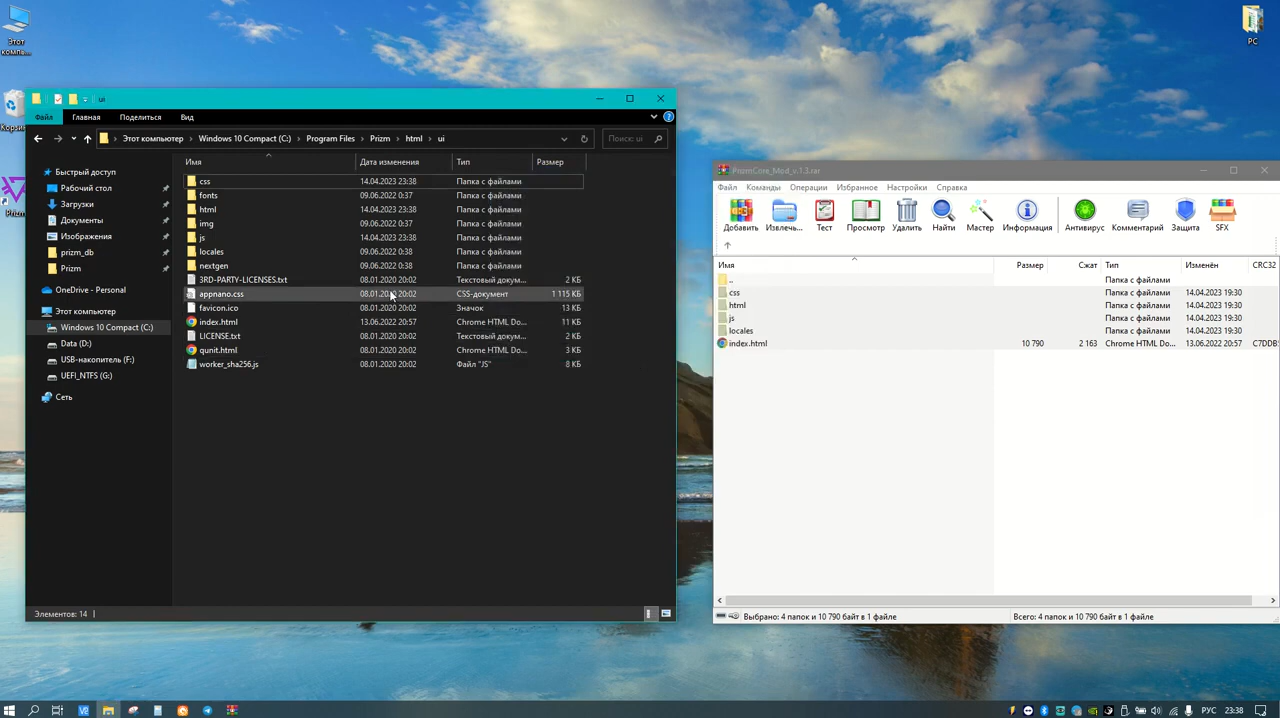 Этот
компь...
PC
Корзин
Prizm
ui
Файл
Главная
Поделиться
Вид
Этот компьютер
Windows 10 Compact (C:)
Program Files
Prizm
html
ui
Поиск: ui
Быстрый доступ
Рабочий стол
Загрузки
Документы
Изображения
prizm_db
Prizm
OneDrive - Personal
Этот компьютер
Windows 10 Compact (C:)
Data (D:)
USB-накопитель (F:)
UEFI_NTFS (G:)
Сеть
Имя Дата изменения Тип Размер
css 14.04.2023 23:38 Папка с файлами
fonts 09.06.2022 0:37 Папка с файлами
html 14.04.2023 23:38 Папка с файлами
img 09.06.2022 0:37 Папка с файлами
js 14.04.2023 23:38 Папка с файлами
locales 09.06.2022 0:38 Папка с файлами
nextgen 09.06.2022 0:38 Папка с файлами
3RD-PARTY-LICENSES.txt 08.01.2020 20:02 Текстовый докум... 2 КБ
appnano.css 08.01.2020 20:02 CSS-документ 1 115 КБ
favicon.ico 08.01.2020 20:02 Значок 13 КБ
index.html 13.06.2022 20:57 Chrome HTML Do... 11 КБ
LICENSE.txt 08.01.2020 20:02 Текстовый докум... 2 КБ
qunit.html 08.01.2020 20:02 Chrome HTML Do... 3 КБ
worker_sha256.js 08.01.2020 20:02 Файл "JS" 8 КБ
Элементов: 14
PrizmCore_Mod_v.1.3.rar
Файл Команды Операции Избранное Настройки Справка
Добавить Извлечь... Тест Просмотр Удалить Найти Мастер Информация Антивирус Комментарий Защита SFX
Имя Размер Сжат Тип Изменён CRC32
.. Папка с файлами
css Папка с файлами 14.04.2023 19:30
html Папка с файлами 14.04.2023 19:30
js Папка с файлами 14.04.2023 19:30
locales Папка с файлами 14.04.2023 19:30
index.html 10 790 2 163 Chrome HTML Do... 13.06.2022 20:57 C7DDB
Выбрано: 4 папок и 10 790 байт в 1 файле
Всего: 4 папок и 10 790 байт в 1 файле
РУС 23:38